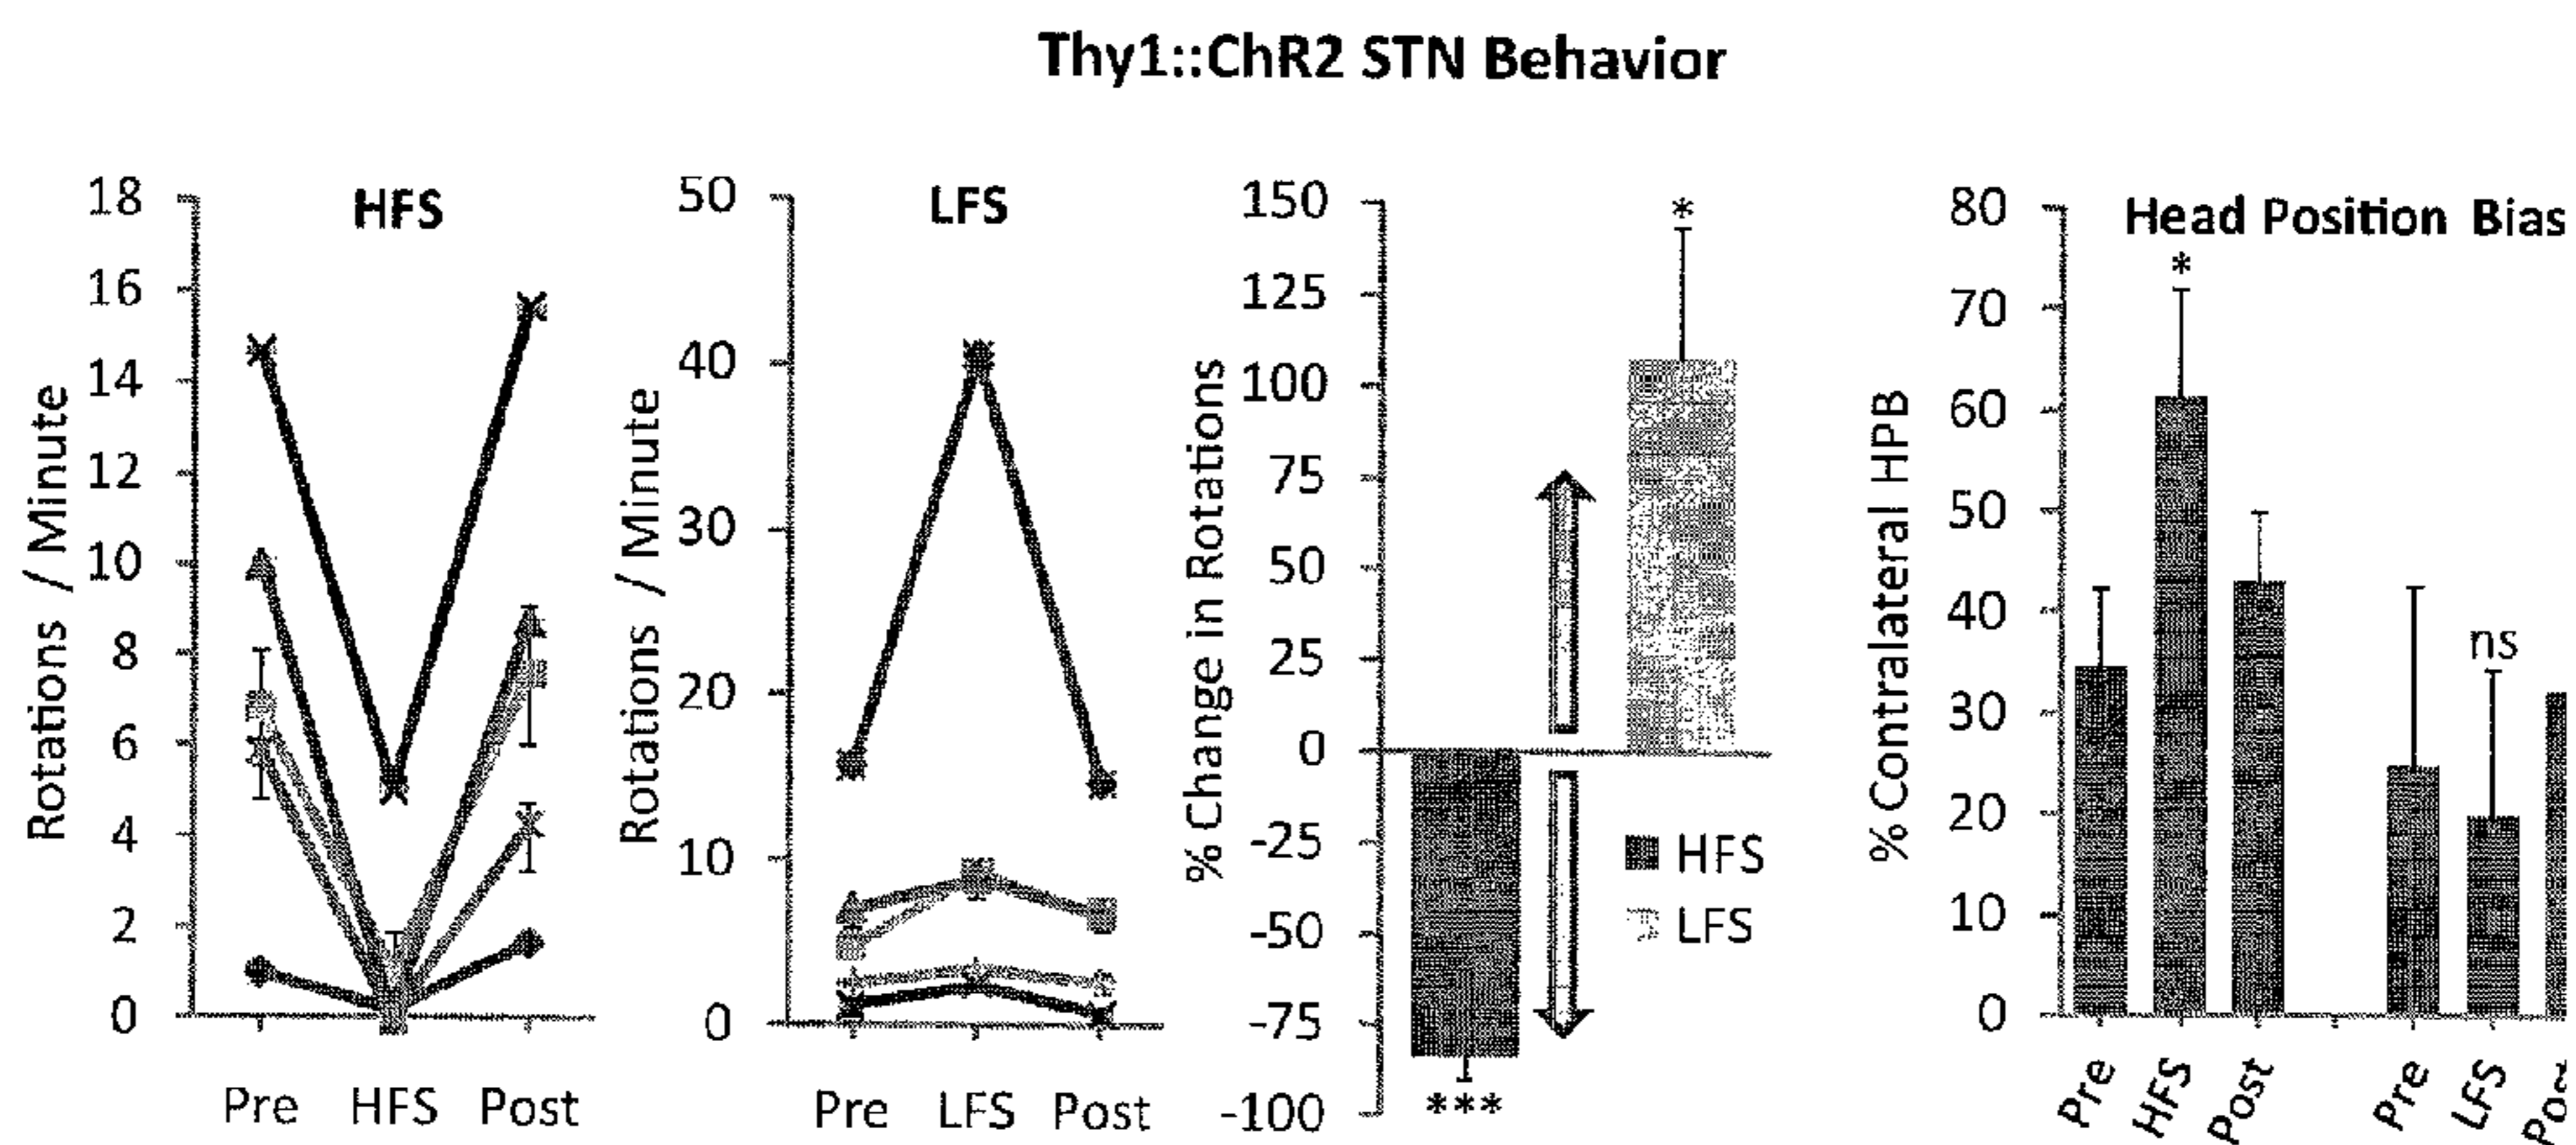 Thy1::ChR2 STN Behavior
HFS
Rotations / Minute
18
16
14
12
10
8
6
4
2
0
Pre HFS Post
LFS
Rotations / Minute
50
40
30
20
10
0
Pre LFS Post
% Change in Rotations
150
125
100
75
50
25
0
-25
-50
-75
-100
*
***
HFS
LFS
Head Position Bias
% Contralateral HPB
80
70
60
50
40
30
20
10
0
*
ns
Pre
HFS
Post
Pre
LFS